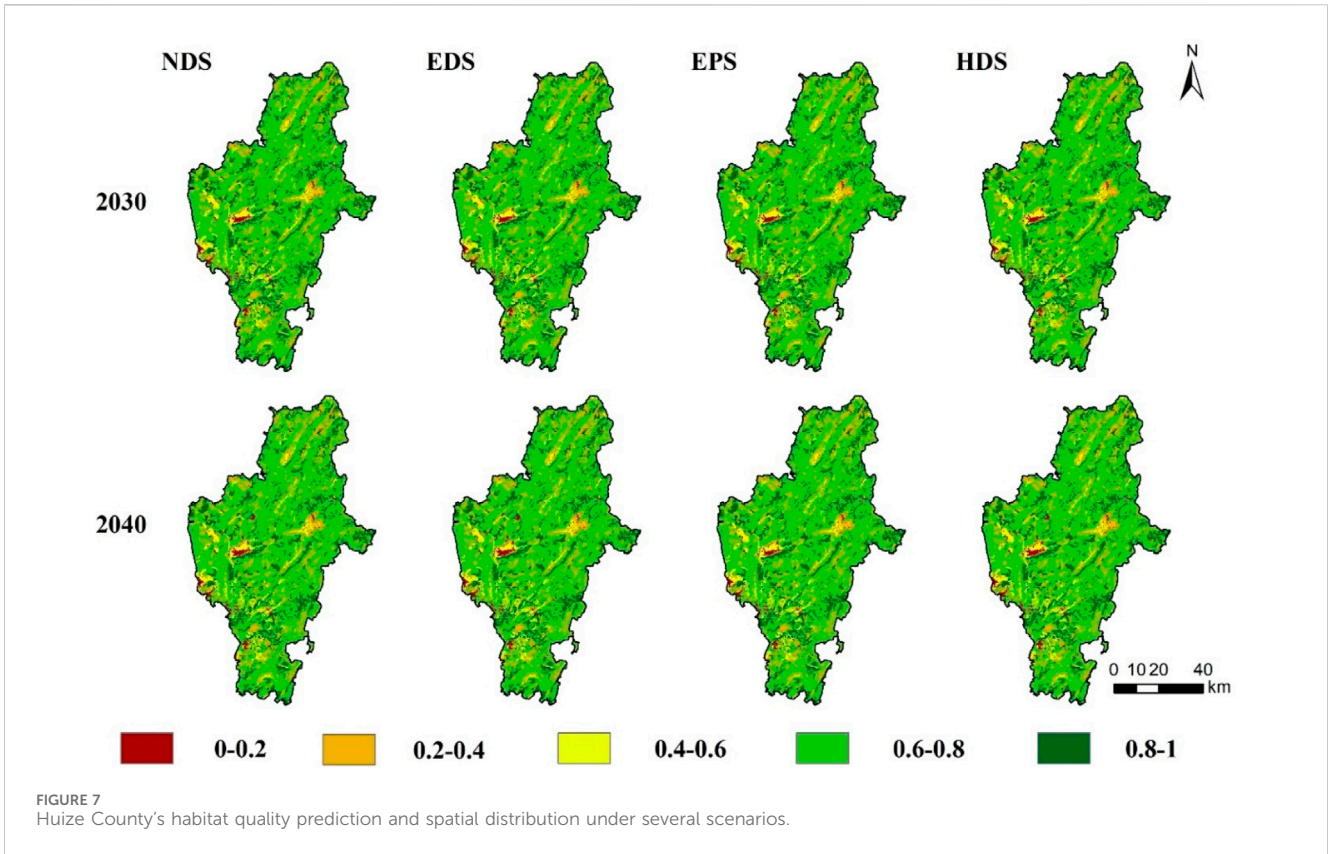 NDS EDS EPS HDS N
2030
2040
0 10 20 40
km
0-0.2 0.2-0.4 0.4-0.6 0.6-0.8 0.8-1
FIGURE 7
Huize County's habitat quality prediction and spatial distribution under several scenarios.